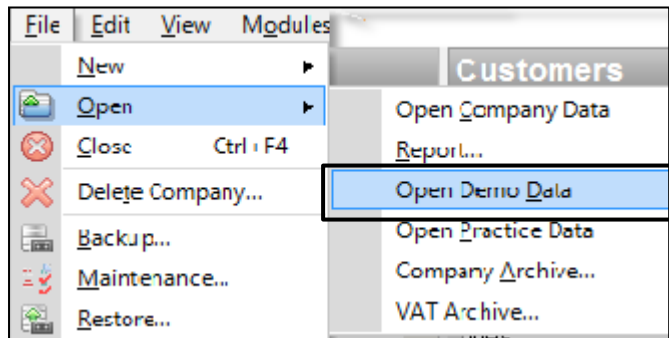 File Edit View Modules
New
Open
Close Ctrl+F4
Delete Company...
Backup...
Maintenance...
Restore...
Customers
Open Company Data
Report...
Open Demo Data
Open Practice Data
Company Archive...
VAT Archive...